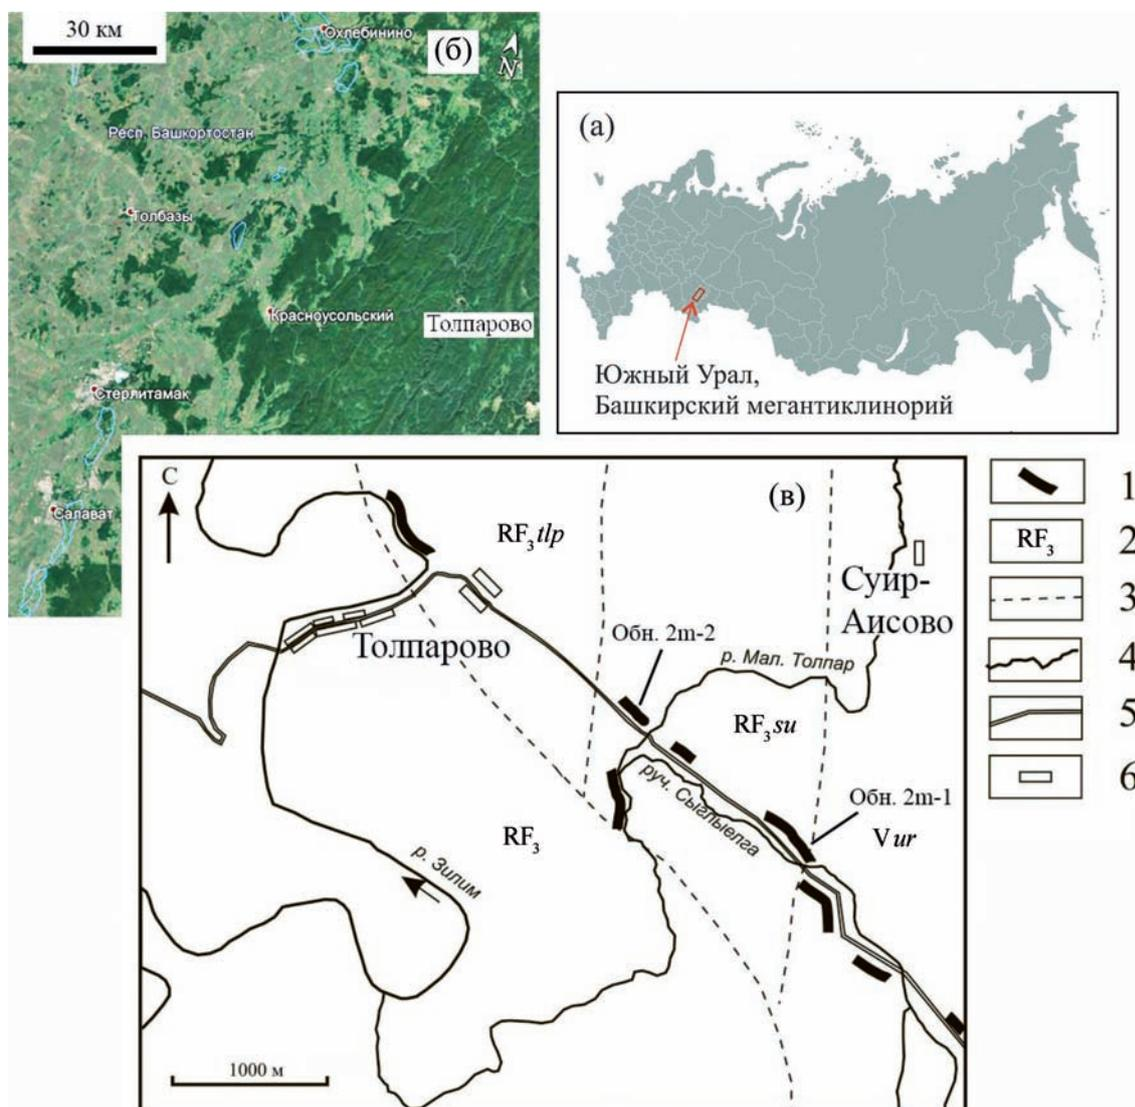 30 км
(б)
N
Охлебинино
Респ. Башкортостан
Толбазы
Красноусольский
Толпарово
Стерлитамак
Салават
(а)
Южный Урал,
Башкирский мегантиклинорий
С
(в)
RF₃tlp
Суир-
Аисово
Толпарово
Обн. 2m-2
р. Мал. Толпар
RF₃su
руч. Сыглыелга
Обн. 2m-1
Vur
RF₃
р. Зилим
1000 м
1
RF₃ 2
3
4
5
6